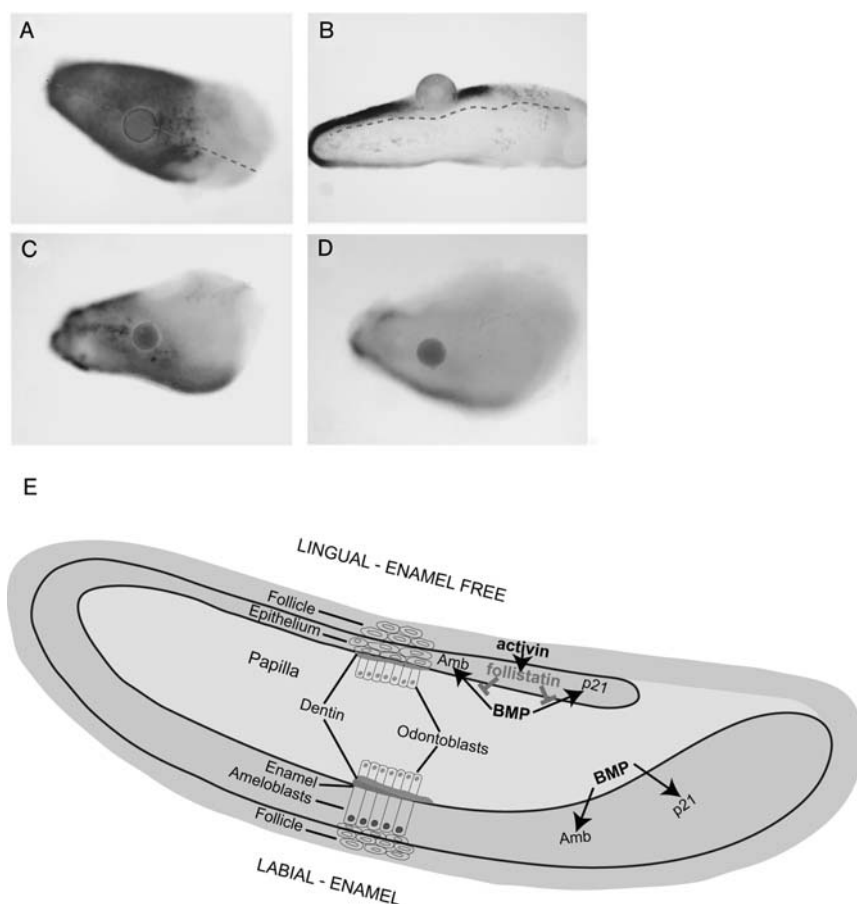 A
B
C
D
E
LINGUAL - ENAMEL FREE
Follicle
Epithelium
activin
Amb
follistatin
p21
Papilla
BMP
Dentin
Odontoblasts
Enamel
Ameloblasts
BMP
p21
Follicle
Amb
LABIAL - ENAMEL